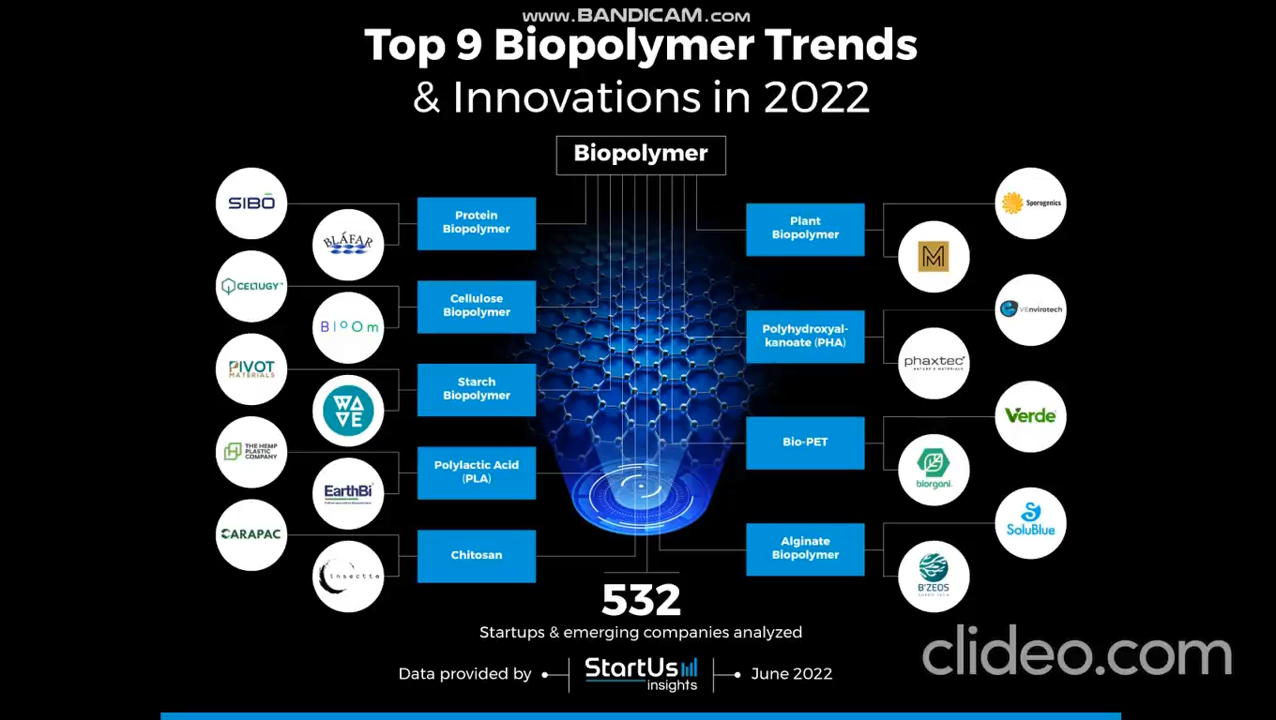 www.BANDICAM.com
Top 9 Biopolymer Trends
& Innovations in 2022
Biopolymer
SIBŌ
BLÁFAR
Protein
Biopolymer
CELLUGY™
BlOOm
Cellulose
Biopolymer
PIVOT
MATERIALS
WAVE
Starch
Biopolymer
THE HEMP
PLASTIC
COMPANY
EarthBi
Polylactic Acid
(PLA)
CARAPAC
insectta
Chitosan
Plant
Biopolymer
Sporogenics
M
Polyhydroxyal-
kanoate (PHA)
VEnvirotech
phaxtec
NATURE'S MATERIALS
Bio-PET
Verde
biorgani
Alginate
Biopolymer
SoluBlue
B'ZEOS
532
Startups & emerging companies analyzed
Data provided by
StartUs
insights
June 2022
clideo.com